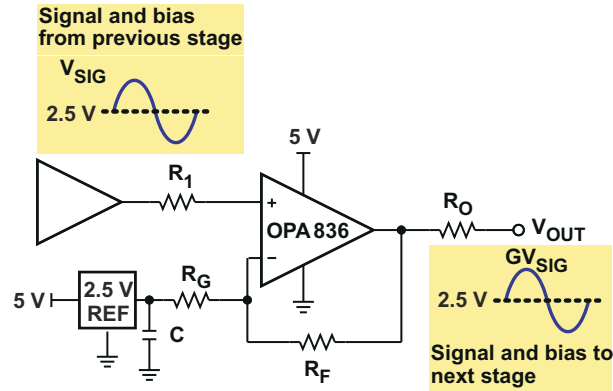 Signal and bias
from previous stage
VSIG
2.5 V
5 V
R1
RO
+
OPA836
−
VOUT
GVSIG
2.5 V
RG
5 V
2.5 V
REF
C
RF
Signal and bias to
next stage